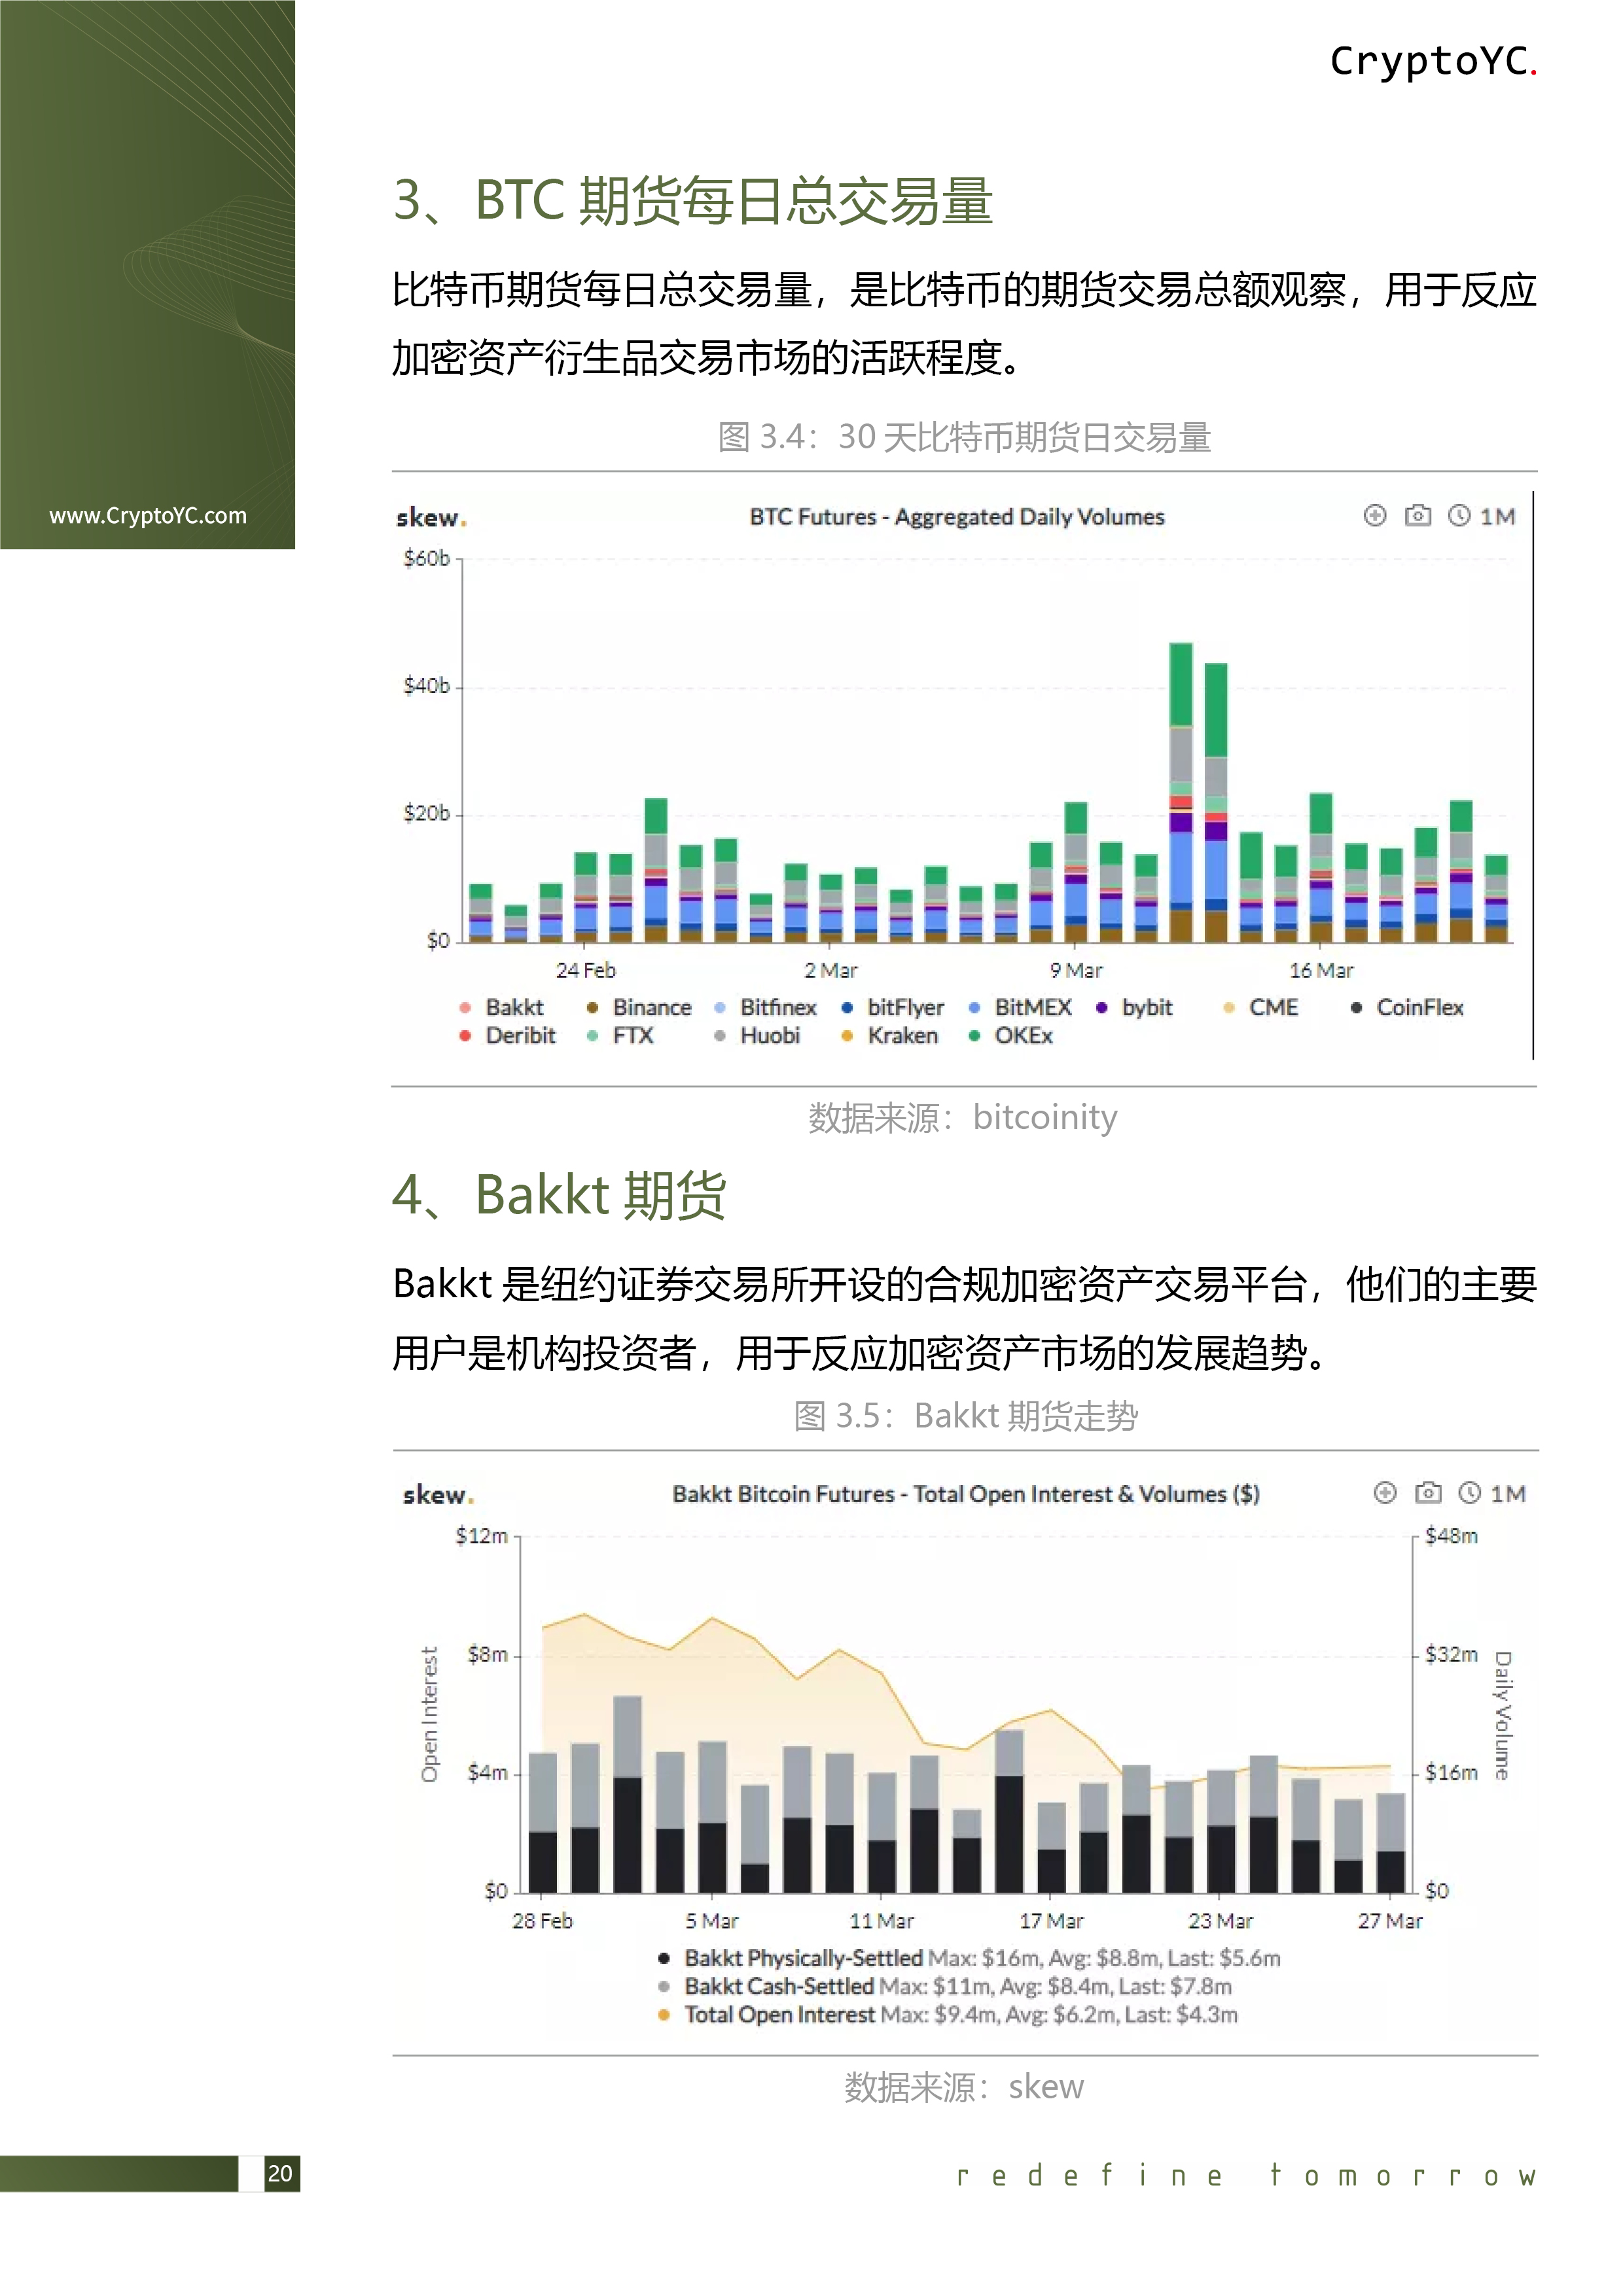 CryptoYC.
www.CryptoYC.com
3、BTC 期货每日总交易量
比特币期货每日总交易量，是比特币的期货交易总额观察，用于反应
加密资产衍生品交易市场的活跃程度。
图 3.4：30 天比特币期货日交易量
skew.
BTC Futures - Aggregated Daily Volumes
1M
$60b
$40b
$20b
$0
24 Feb 2 Mar 9 Mar 16 Mar
Bakkt Binance Bitfinex bitFlyer BitMEX bybit CME CoinFlex
Deribit FTX Huobi Kraken OKEx
数据来源：bitcoinity
4、Bakkt 期货
Bakkt 是纽约证券交易所开设的合规加密资产交易平台，他们的主要
用户是机构投资者，用于反应加密资产市场的发展趋势。
图 3.5：Bakkt 期货走势
skew.
Bakkt Bitcoin Futures - Total Open Interest & Volumes ($)
1M
$12m $48m
$8m $32m
$4m $16m
$0 $0
Open Interest
Daily Volume
28 Feb 5 Mar 11 Mar 17 Mar 23 Mar 27 Mar
Bakkt Physically-Settled Max: $16m, Avg: $8.8m, Last: $5.6m
Bakkt Cash-Settled Max: $11m, Avg: $8.4m, Last: $7.8m
Total Open Interest Max: $9.4m, Avg: $6.2m, Last: $4.3m
数据来源：skew
20
redefine tomorrow